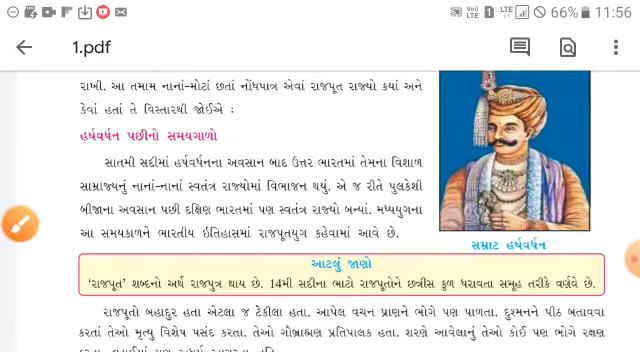 11:56
66%
LTE
1
Vo)
LTE
1.pdf
રાખી. આ તમામ નાનાં-મોટાં છતાં નોંધપાત્ર એવાં રાજપૂત રાજ્યો કયાં અને
કેવાં હતાં તે વિસ્તારથી જોઈએ :
હર્ષવર્ધન પછીનો સમયગાળો
સાતમી સદીમાં હર્ષવર્ધનના અવસાન બાદ ઉત્તર ભારતમાં તેમના વિશાળ
સામ્રાજ્યનું નાનાં-નાનાં સ્વતંત્ર રાજ્યોમાં વિભાજન થયું. એ જ રીતે પુલકેશી
બીજાના અવસાન પછી દક્ષિણ ભારતમાં પણ સ્વતંત્ર રાજ્યો બન્યાં. મધ્યયુગના
આ સમયકાળને ભારતીય ઇતિહાસમાં રાજપૂતયુગ કહેવામાં આવે છે.
સમ્રાટ હર્ષવર્ધન
આટલું જાણો
‘રાજપૂત’ શબ્દનો અર્થ રાજપુત્ર થાય છે. 14મી સદીના ભાટો રાજપૂતોને છત્રીસ કુળ ધરાવતા સમૂહ તરીકે વર્ણવે છે.
રાજપૂતો બહાદુર હતા એટલા જ ટેકીલા હતા. આપેલ વચન પ્રાણને ભોગે પણ પાળતા. દુશ્મનને પીઠ બતાવવા
કરતાં તેઓ મૃત્યુ વિશેષ પસંદ કરતા. તેઓ ગૌબ્રાહ્મણ પ્રતિપાલક હતા. શરણે આવેલાનું તેઓ કોઈ પણ ભોગે રક્ષણ